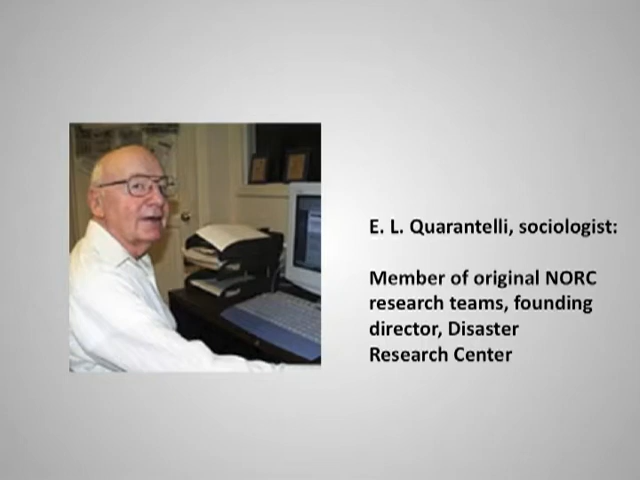 E. L. Quarantelli, sociologist:
Member of original NORC
research teams, founding
director, Disaster
Research Center